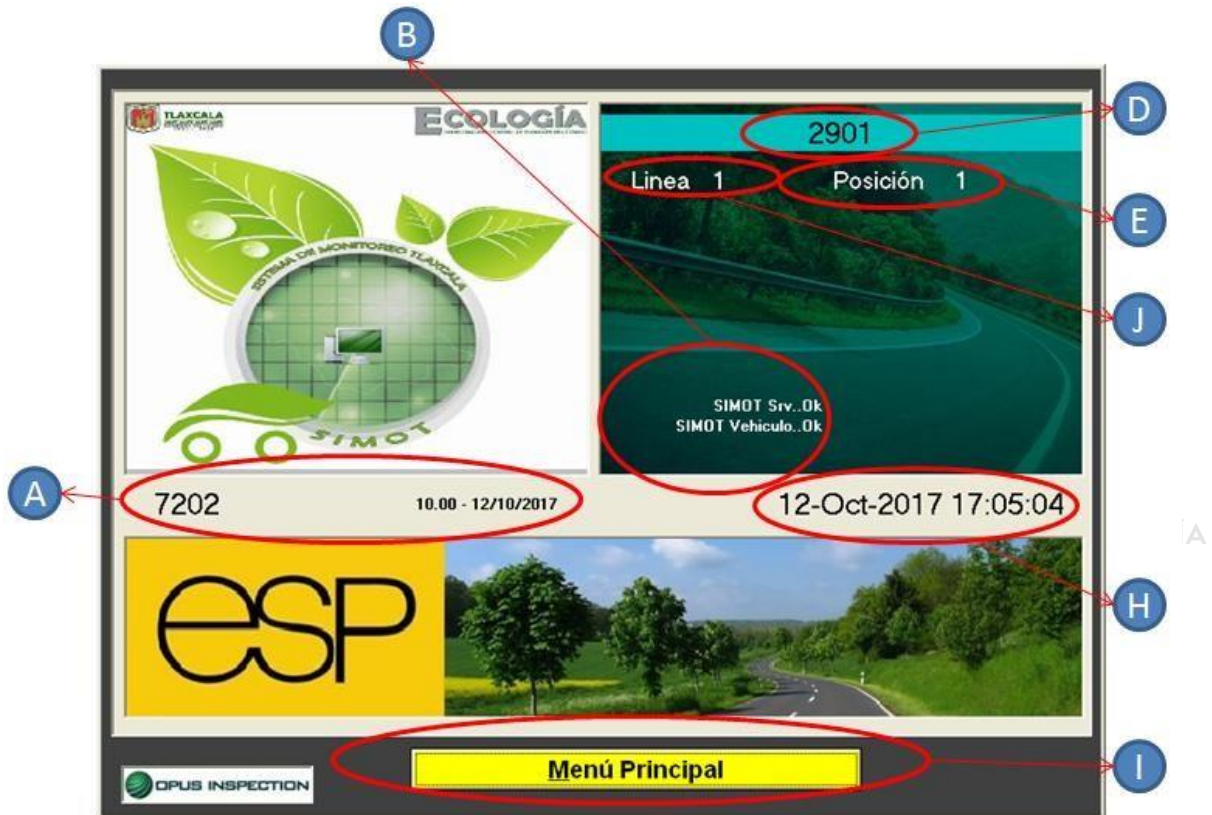 B
TLAXCALA
ECOLOGÍA
2901
D
Linea 1
Posición 1
E
SISTEMA DE MONITOREO TLAXCALA
J
SIMOT Srv..Ok
SIMOT Vehiculo..Ok
SIMOT
A
7202
10.00 - 12/10/2017
12-Oct-2017 17:05:04
A
esp
H
Menú Principal
I
OPUS INSPECTION